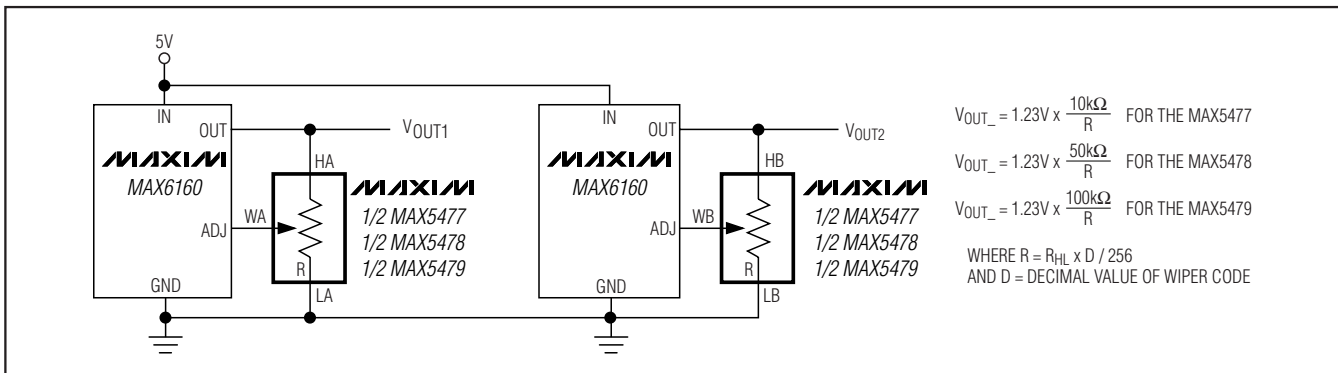 5V
IN
OUT
VOUT1
MAXIM
MAX6160
HA
MAXIM
1/2 MAX5477
1/2 MAX5478
1/2 MAX5479
ADJ
WA
R
LA
GND
IN
OUT
VOUT2
MAXIM
MAX6160
HB
MAXIM
1/2 MAX5477
1/2 MAX5478
1/2 MAX5479
ADJ
WB
R
LB
GND
VOUT_ = 1.23V x 10kΩ / R FOR THE MAX5477
VOUT_ = 1.23V x 50kΩ / R FOR THE MAX5478
VOUT_ = 1.23V x 100kΩ / R FOR THE MAX5479
WHERE R = RHL x D / 256
AND D = DECIMAL VALUE OF WIPER CODE